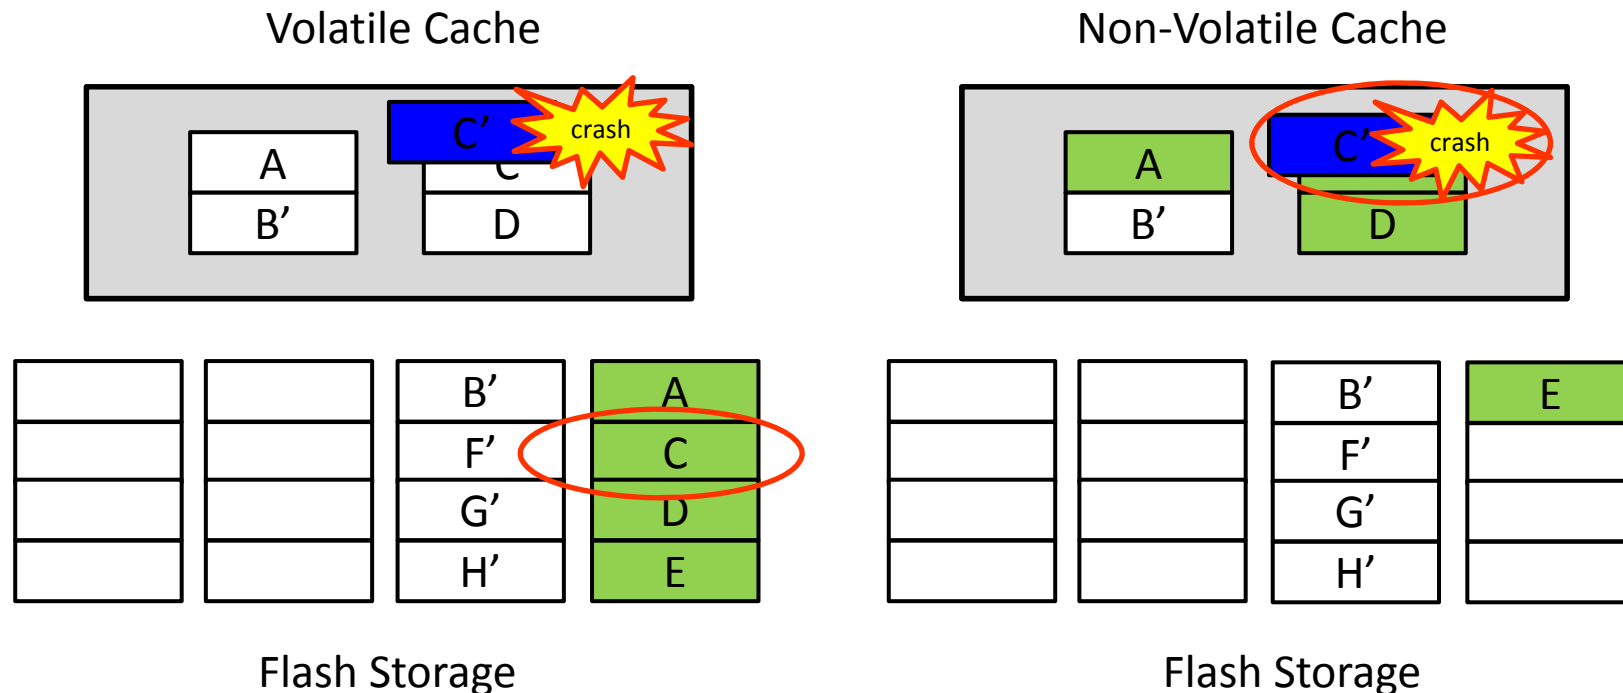 Volatile Cache
Non-Volatile Cache
C’
crash
A
C
B’
D
C’
crash
A
B’
D
B’
A
F’
C
G’
D
H’
E
B’
E
F’
G’
H’
Flash Storage
Flash Storage